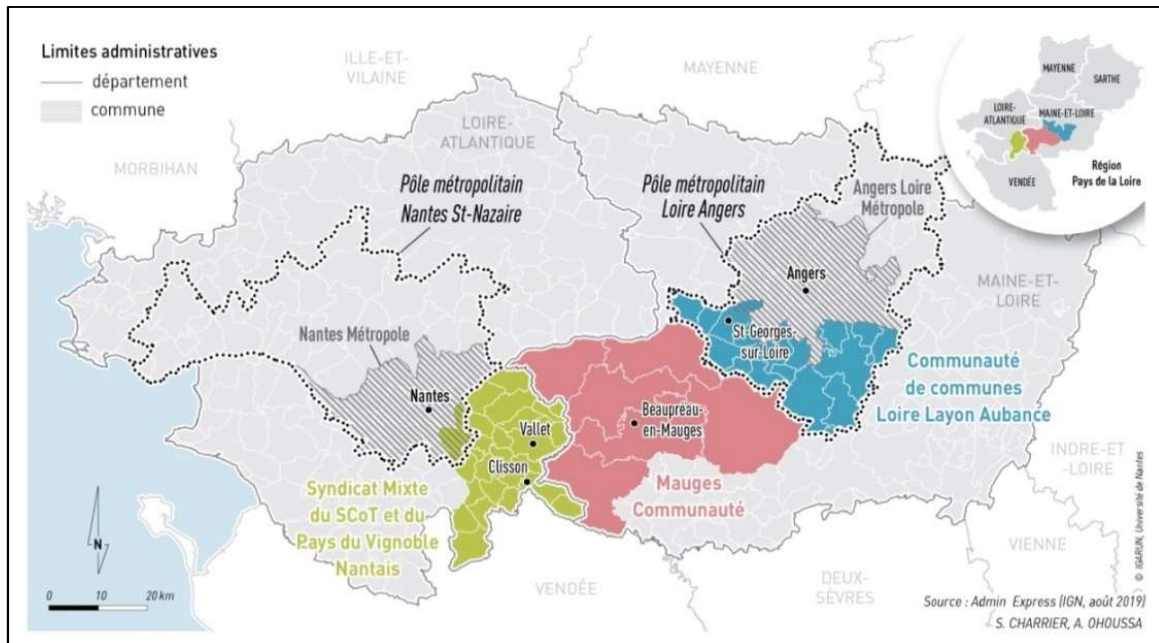 Limites administratives
département
commune
ILLE-ET-
VILAINE
MAYENNE
MORBIHAN
LOIRE-
ATLANTIQUE
Pôle métropolitain
Nantes St-Nazaire
Pôle métropolitain
Loire Angers
Angers Loire
Métropole
MAYENNE
SARTHE
LOIRE-
ATLANTIQUE
MAINE-ET-LOIRE
VENDÉE
Région
Pays de la Loire
Angers
MAINE-ET-
LOIRE
St-Georges-
sur-Loire
Nantes Métropole
Nantes
Communauté
de communes
Loire Layon Aubance
Vallet
Beaupréau-
en-Mauges
Clisson
Syndicat Mixte
du SCoT et du
Pays du Vignoble
Nantais
Mauges
Communauté
INDRE-ET
-LOIRE
N
0 10 20 km
VENDÉE
DEUX-
SÈVRES
VIENNE
Source : Admin Express (IGN, août 2019)
S. CHARRIER, A. OHOUSSA
© IGARUN, Université de Nantes